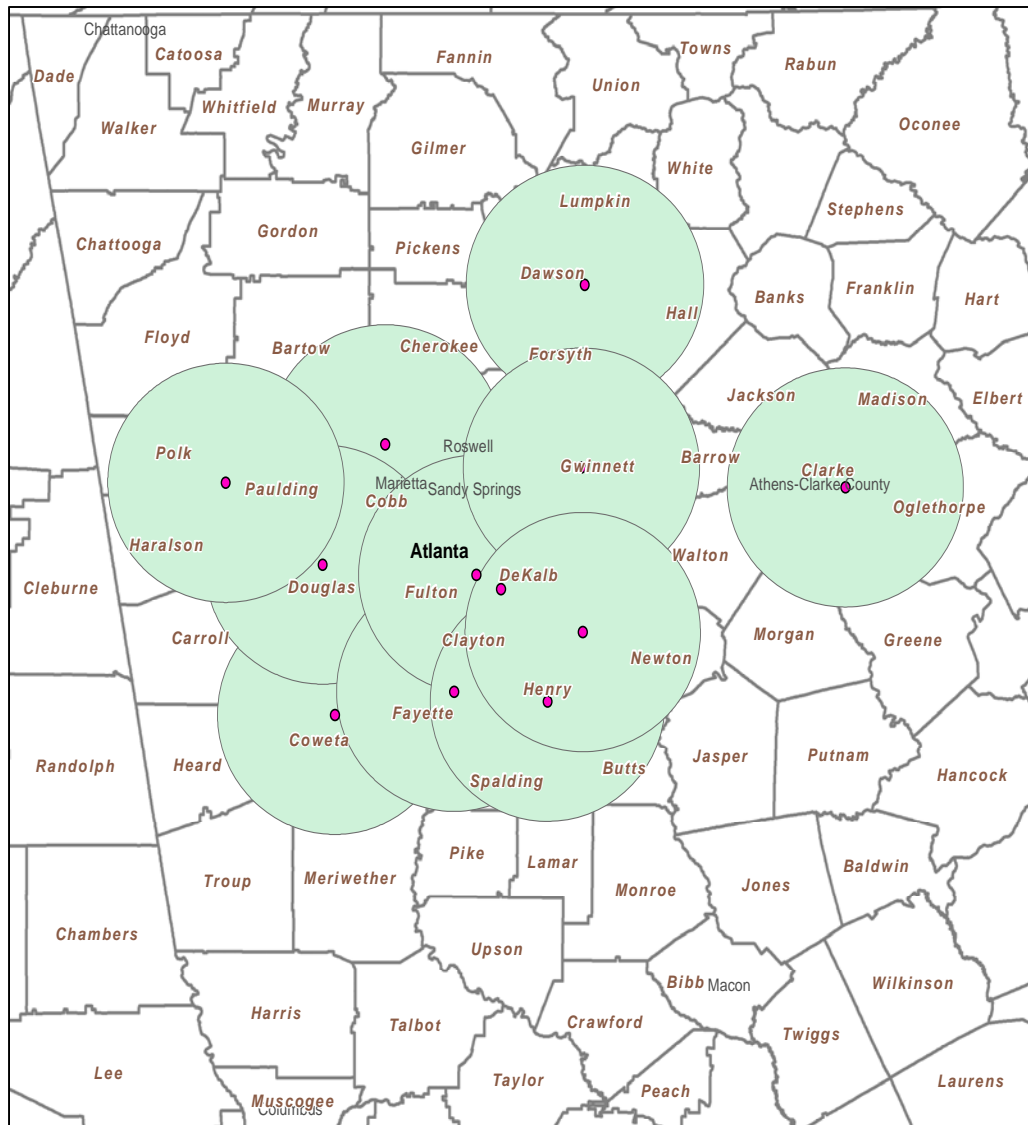 Chattanooga
Dade
Catoosa
Fannin
Towns
Rabun
Union
Whitfield
Murray
Walker
Oconee
Gilmer
White
Lumpkin
Stephens
Chattooga
Gordon
Pickens
Dawson
Banks
Franklin
Hart
Hall
Floyd
Bartow
Cherokee
Forsyth
Jackson
Madison
Elbert
Polk
Roswell
Gwinnett
Barrow
Clarke
Paulding
Marietta
Sandy Springs
Athens-Clarke County
Cobb
Oglethorpe
Haralson
Atlanta
Walton
Cleburne
Douglas
Fulton
DeKalb
Carroll
Clayton
Morgan
Greene
Newton
Henry
Fayette
Coweta
Randolph
Heard
Spalding
Butts
Jasper
Putnam
Hancock
Troup
Meriwether
Pike
Lamar
Monroe
Jones
Baldwin
Chambers
Upson
Bibb
Macon
Wilkinson
Harris
Talbot
Crawford
Twiggs
Lee
Taylor
Peach
Laurens
Muscogee
Columbus